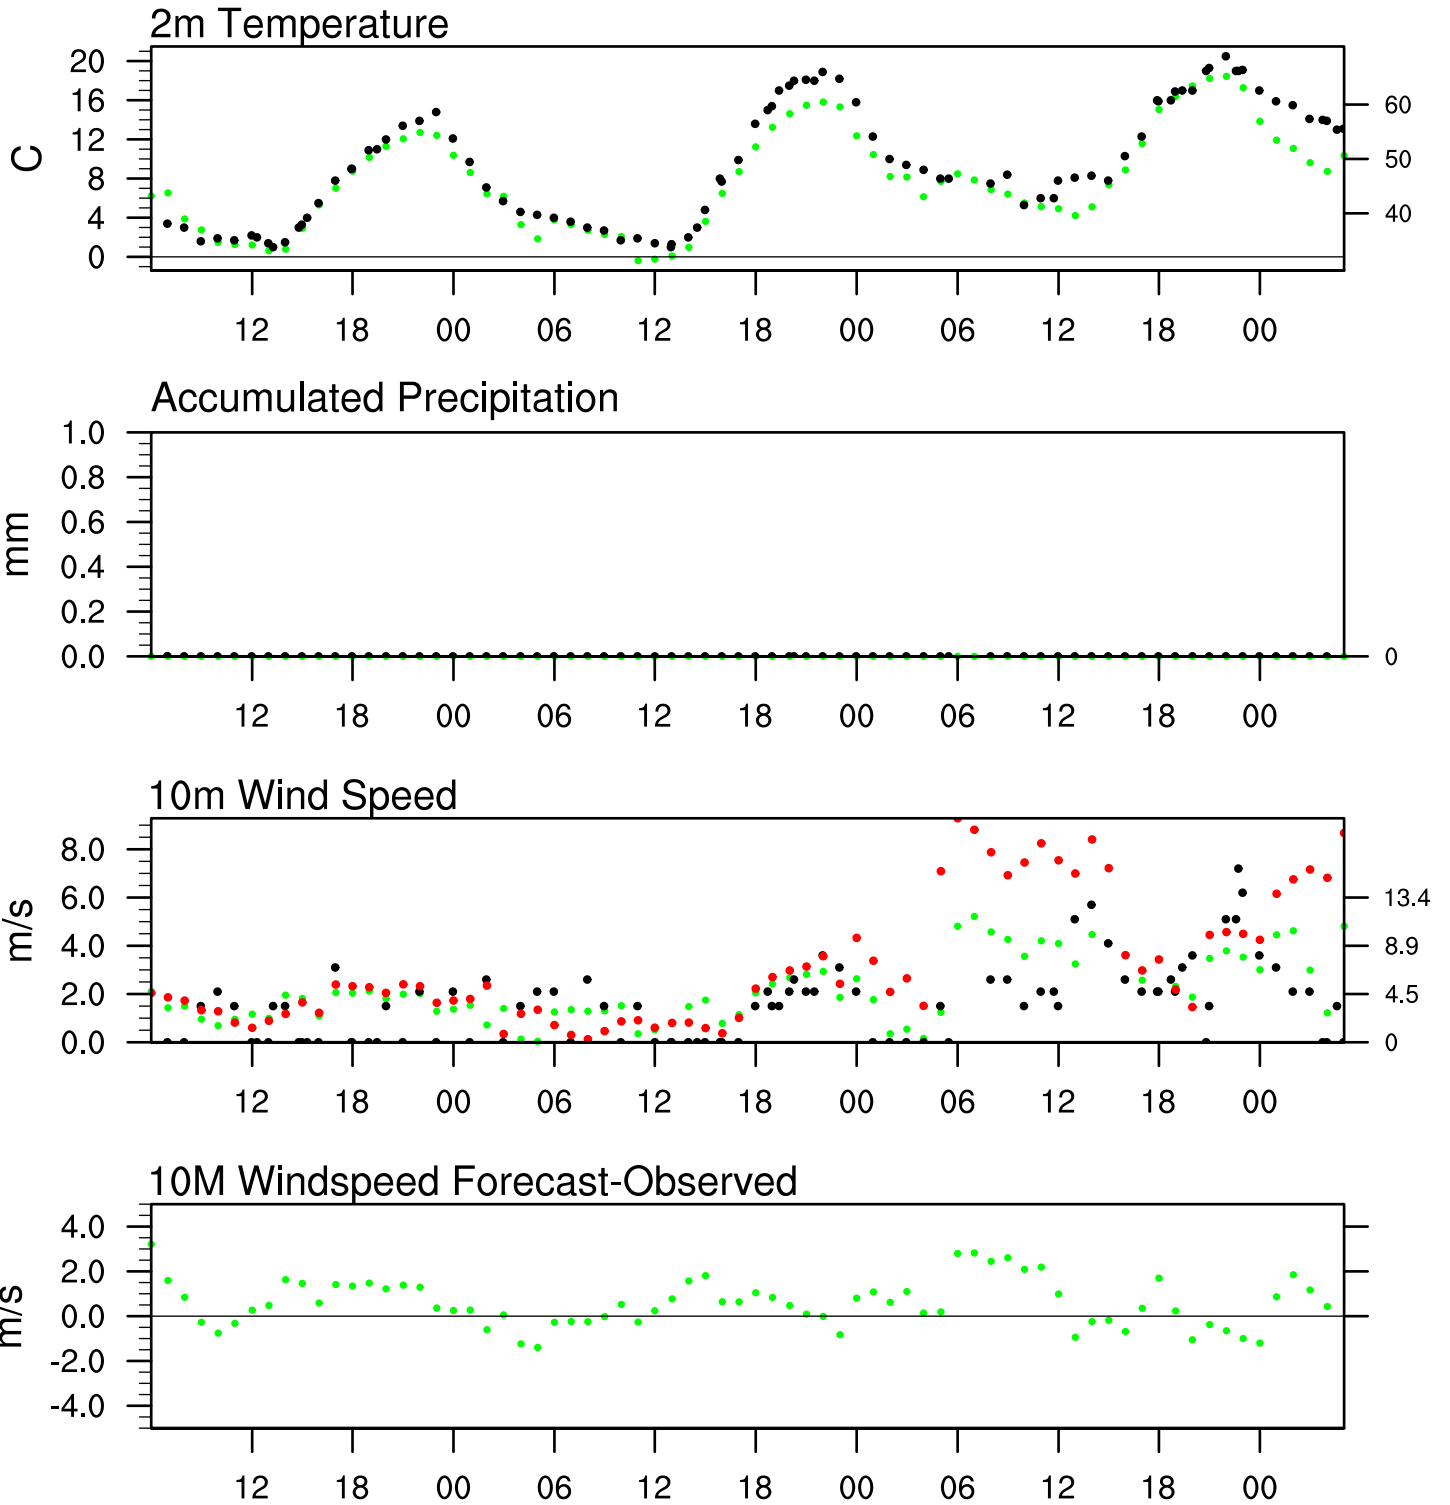 2m Temperature
20
16
12
8
4
0
C
60
50
40
12 18 00 06 12 18 00 06 12 18 00
Accumulated Precipitation
1.0
0.8
0.6
0.4
0.2
0.0
mm
0
12 18 00 06 12 18 00 06 12 18 00
10m Wind Speed
8.0
6.0
4.0
2.0
0.0
m/s
13.4
8.9
4.5
0
12 18 00 06 12 18 00 06 12 18 00
10M Windspeed Forecast-Observed
4.0
2.0
0.0
-2.0
-4.0
m/s
12 18 00 06 12 18 00 06 12 18 00